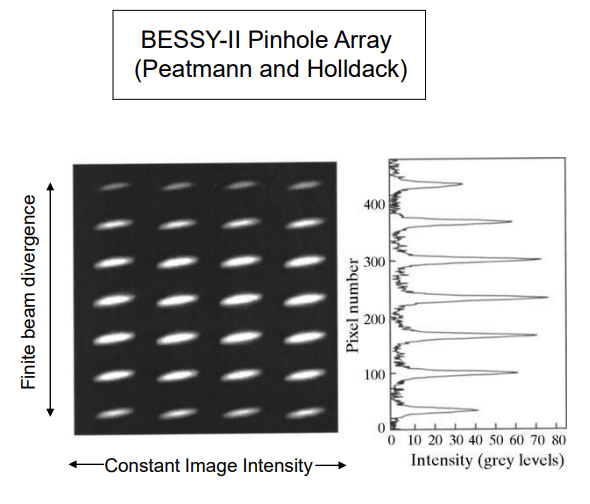 BESSY-II Pinhole Array
(Peatmann and Holldack)
Finite beam divergence
Constant Image Intensity
Pixel number
400
300
200
100
0
0 10 20 30 40 50 60 70 80
Intensity (grey levels)